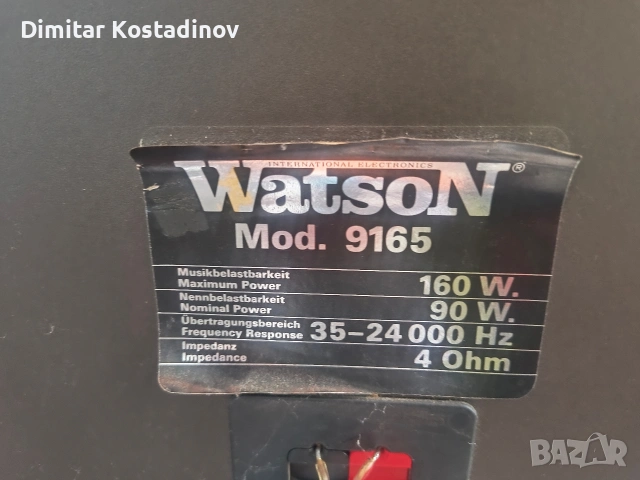 Dimitar Kostadinov
INTERNATIONAL ELECTRONICS
WatsoN®
Mod. 9165
Musikbelastbarkeit
Maximum Power 160 W.
Nennbelastbarkeit
Nominal Power 90 W.
Übertragungsbereich
Frequency Response 35–24 000 Hz
Impedanz
Impedance 4 Ohm
BAZAR